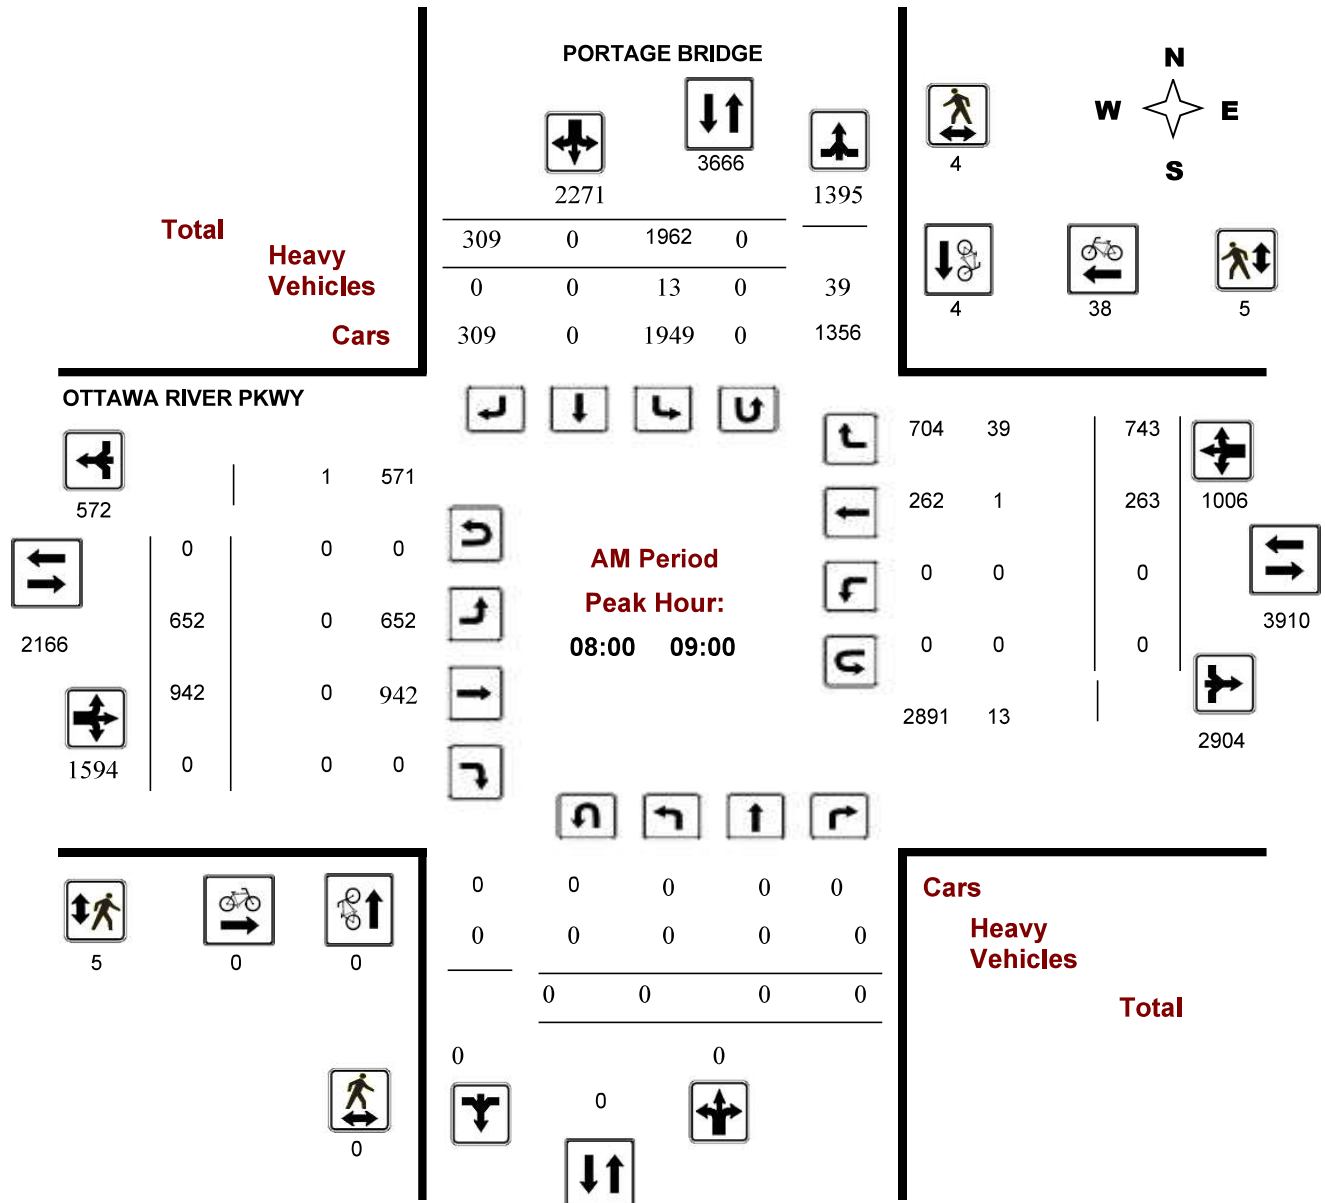 PORTAGE BRIDGE
N
W E
S
3666
4
2271
1395
Total
309 0 1962 0
Heavy
Vehicles
0 0 13 0 39
4 38 5
Cars
309 0 1949 0 1356
OTTAWA RIVER PKWY
704 39 743
1 571
572
262 1 263 1006
0 0 0
AM Period
0 0 0
Peak Hour:
652 0 652
2166
08:00 09:00
0 0 0
3910
942 0 942
2891 13
2904
1594 0 0 0
0 0 0 0 0
Cars
0 0 0 0 0
Heavy
Vehicles
5 0 0
0 0 0 0
Total
0 0
0
0